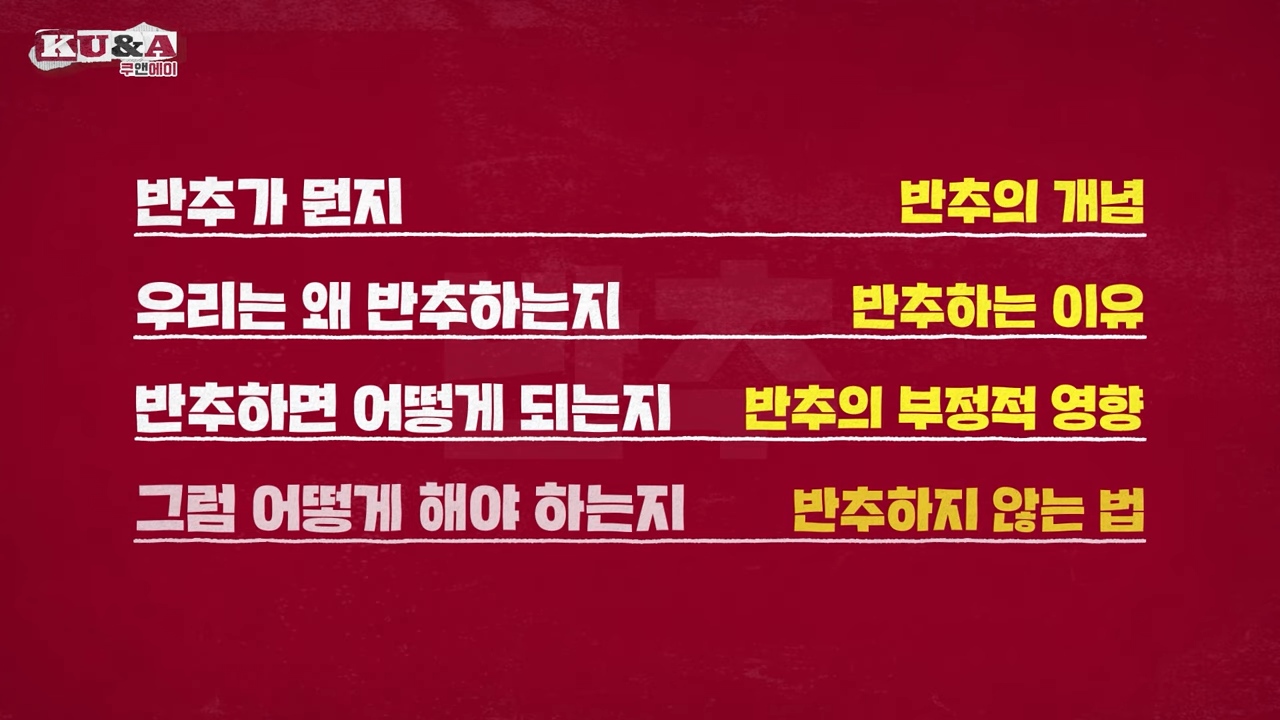 KU&A
쿠앤에이
반추
반추가 뭔지 반추의 개념
우리는 왜 반추하는지 반추하는 이유
반추하면 어떻게 되는지 반추의 부정적 영향
그럼 어떻게 해야 하는지 반추하지 않는 법